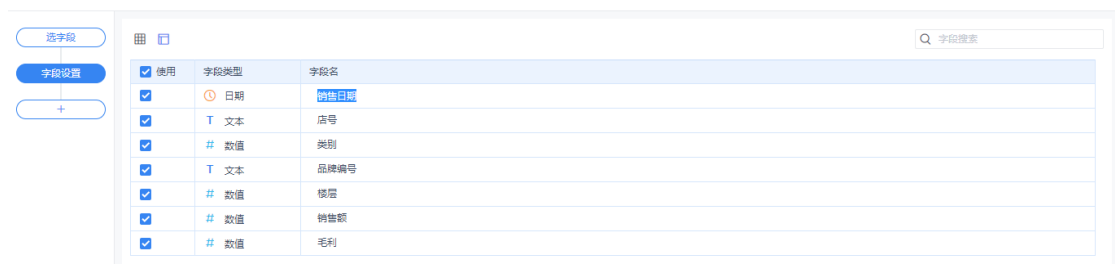 选字段
字段设置
+
字段搜索
使用 字段类型 字段名
日期 销售日期
T 文本 店号
# 数值 类别
T 文本 品牌编号
# 数值 楼层
# 数值 销售额
# 数值 毛利